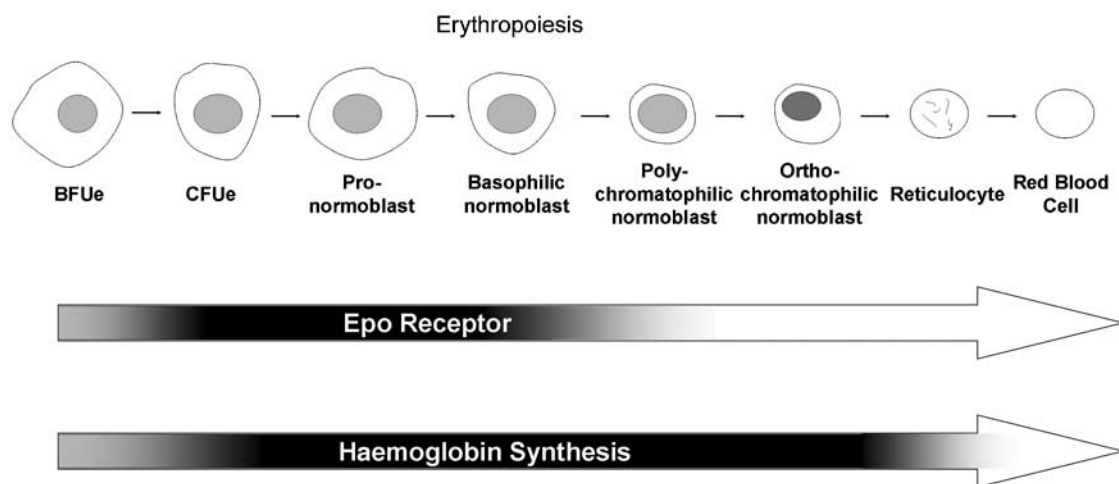 Erythropoiesis
BFUe
CFUe
Pro-
normoblast
Basophilic
normoblast
Poly-
chromatophilic
normoblast
Ortho-
chromatophilic
normoblast
Reticulocyte
Red Blood
Cell
Epo Receptor
Haemoglobin Synthesis